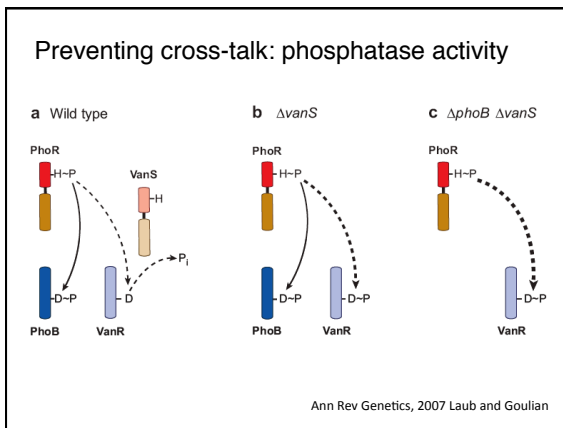 Preventing cross-talk: phosphatase activity
a Wild type
PhoR
H~P
VanS
H
Pi
D~P
D
PhoB
VanR
b ΔvanS
PhoR
H~P
D~P
D~P
PhoB
VanR
c ΔphoB ΔvanS
PhoR
H~P
D~P
VanR
Ann Rev Genetics, 2007 Laub and Goulian